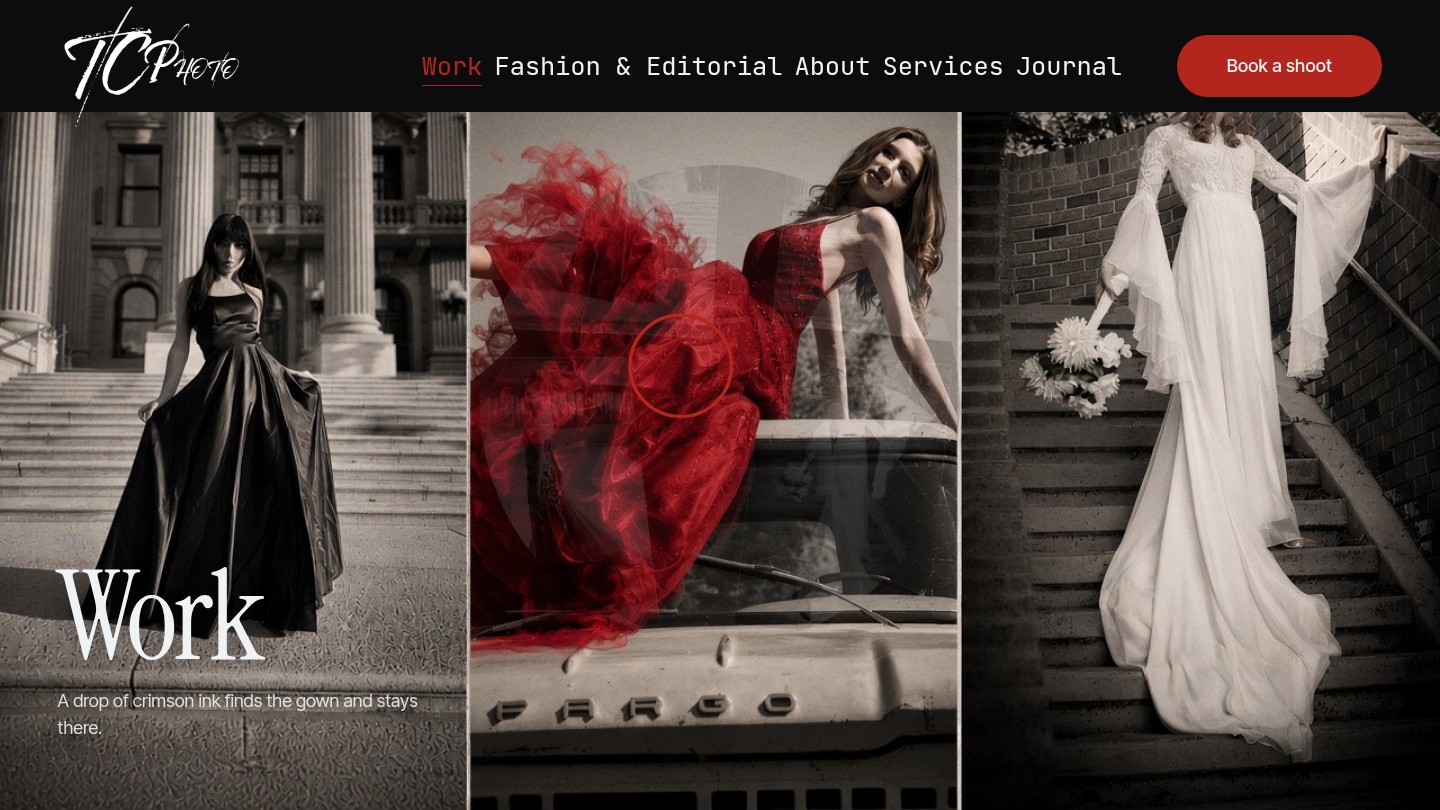 TCPHOTO
Work Fashion & Editorial About Services Journal
Book a shoot
FARGO
Work
A drop of crimson ink finds the gown and stays
there.